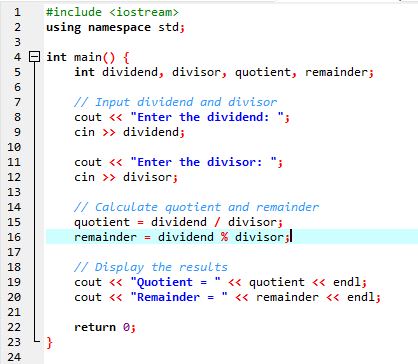 1 #include <iostream>
2 using namespace std;
3
4 int main() {
5 int dividend, divisor, quotient, remainder;
6
7 // Input dividend and divisor
8 cout << "Enter the dividend: ";
9 cin >> dividend;
10
11 cout << "Enter the divisor: ";
12 cin >> divisor;
13
14 // Calculate quotient and remainder
15 quotient = dividend / divisor;
16 remainder = dividend % divisor;
17
18 // Display the results
19 cout << "Quotient = " << quotient << endl;
20 cout << "Remainder = " << remainder << endl;
21
22 return 0;
23 }
24